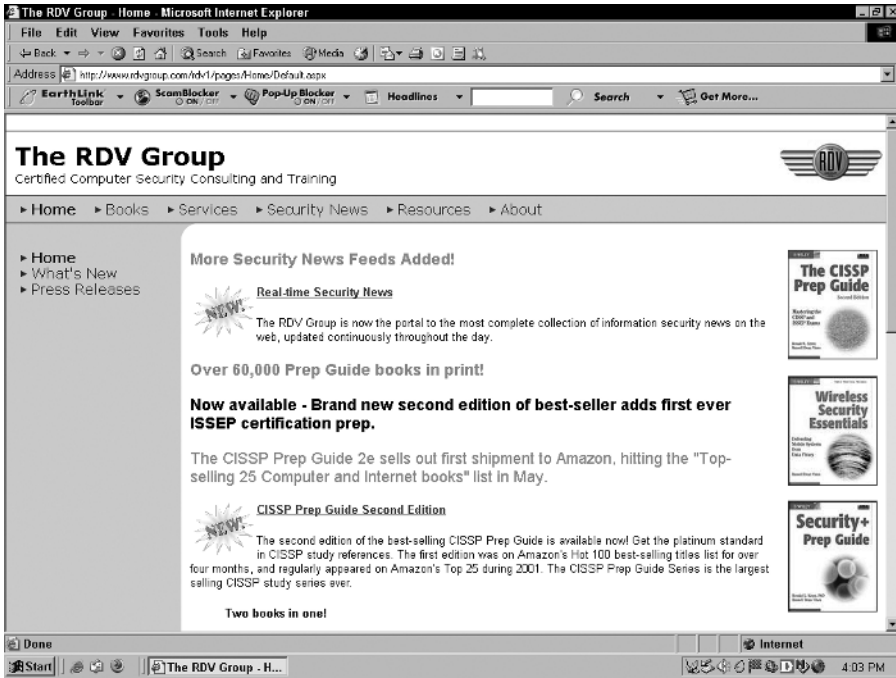 The RDV Group - Home - Microsoft Internet Explorer
File Edit View Favorites Tools Help
Back Search Favorites Media
Address http://www.rdvgroup.com/rdv1/pages/Home/Default.aspx
EarthLink Toolbar ScamBlocker ON / OFF Pop-Up Blocker ON / OFF Headlines Search Get More...
The RDV Group
Certified Computer Security Consulting and Training
RDV
Home Books Services Security News Resources About
Home
What's New
Press Releases
More Security News Feeds Added!
NEW!
Real-time Security News
The RDV Group is now the portal to the most complete collection of information security news on the
web, updated continuously throughout the day.
Over 60,000 Prep Guide books in print!
Now available - Brand new second edition of best-seller adds first ever
ISSEP certification prep.
The CISSP Prep Guide 2e sells out first shipment to Amazon, hitting the "Top-
selling 25 Computer and Internet books" list in May.
NEW!
CISSP Prep Guide Second Edition
The second edition of the best-selling CISSP Prep Guide is available now! Get the platinum standard
in CISSP study references. The first edition was on Amazon's Hot 100 best-selling titles list for over
four months, and regularly appeared on Amazon's Top 25 during 2001. The CISSP Prep Guide Series is the largest
selling CISSP study series ever.
Two books in one!
The CISSP
Prep Guide
Second Edition
Mastering the
CISSP and
ISSEP Exams
Wireless
Security
Essentials
Security+
Prep Guide
Done
Internet
Start
The RDV Group - H...
4:03 PM